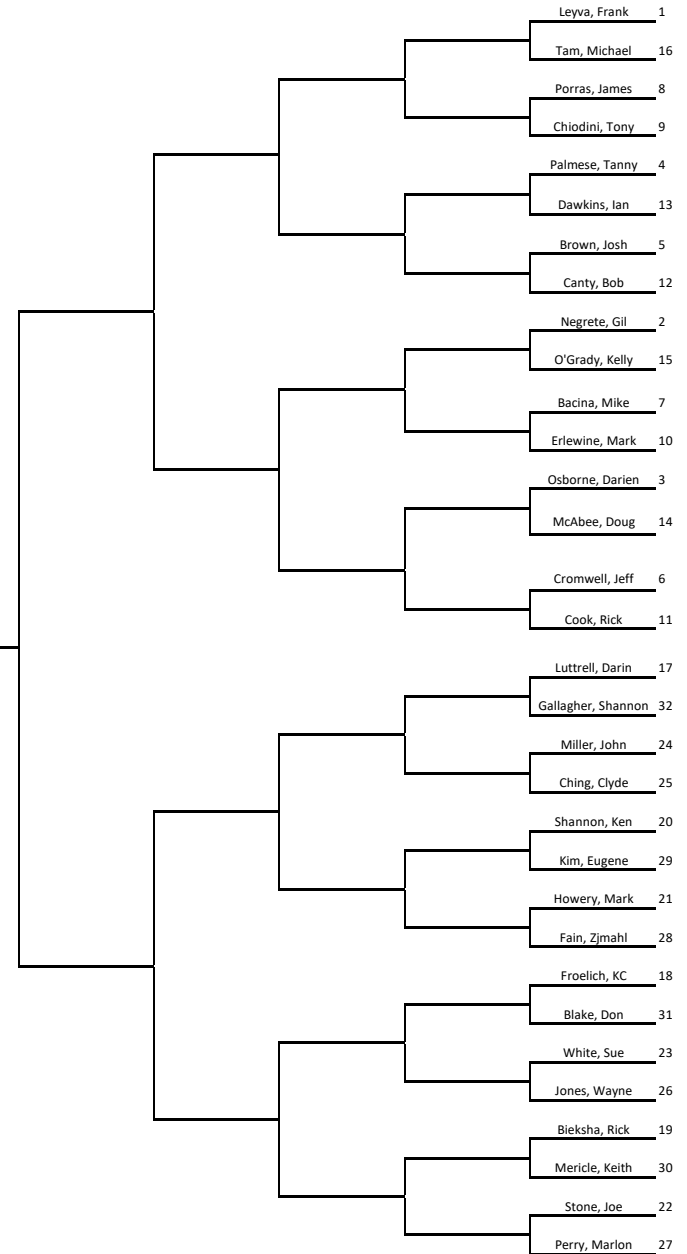 Leyva, Frank 1
Tam, Michael 16
Porras, James 8
Chiodini, Tony 9
Palmese, Tanny 4
Dawkins, Ian 13
Brown, Josh 5
Canty, Bob 12
Negrete, Gil 2
O'Grady, Kelly 15
Bacina, Mike 7
Erlewine, Mark 10
Osborne, Darien 3
McAbee, Doug 14
Cromwell, Jeff 6
Cook, Rick 11
Luttrell, Darin 17
Gallagher, Shannon 32
Miller, John 24
Ching, Clyde 25
Shannon, Ken 20
Kim, Eugene 29
Howery, Mark 21
Fain, Zjmahl 28
Froelich, KC 18
Blake, Don 31
White, Sue 23
Jones, Wayne 26
Bieksha, Rick 19
Mericle, Keith 30
Stone, Joe 22
Perry, Marlon 27